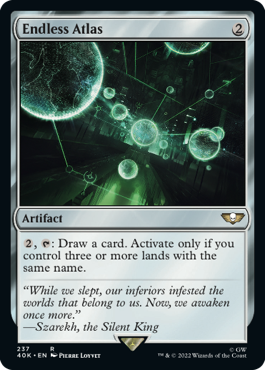 Endless Atlas 2
Artifact
2, T: Draw a card. Activate only if you
control three or more lands with the
same name.
“While we slept, our inferiors infested the
worlds that belong to us. Now, we awaken
once more.”
—Szarekh, the Silent King
237 R
40K • EN PIERRE LOYVET
© GW
™ & © 2022 Wizards of the Coast